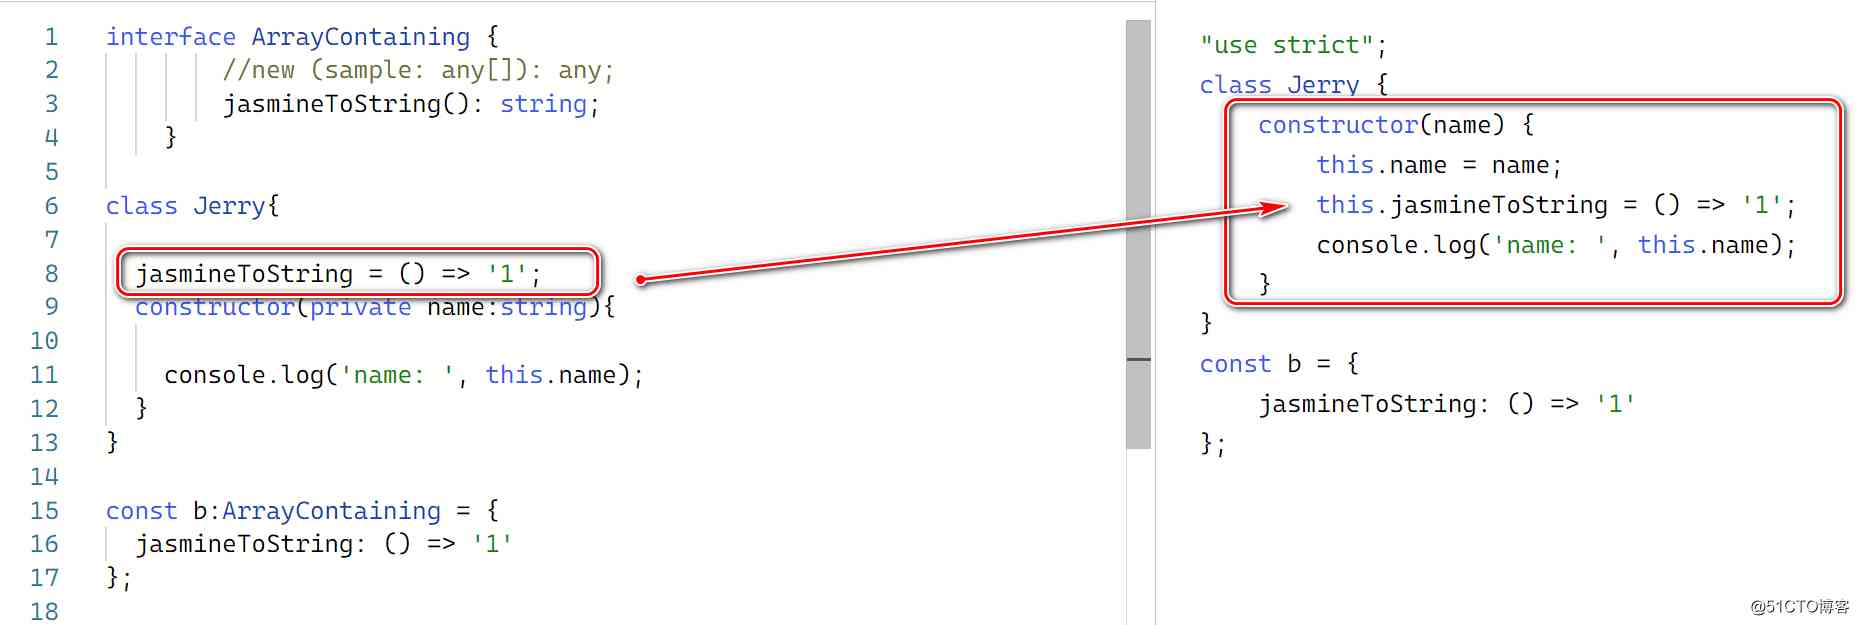 1 interface ArrayContaining {
2 //new (sample: any[]): any;
3 jasmineToString(): string;
4 }
5
6 class Jerry{
7
8 jasmineToString = () => '1';
9 constructor(private name:string){
10
11 console.log('name: ', this.name);
12 }
13 }
14
15 const b:ArrayContaining = {
16 jasmineToString: () => '1'
17 };
18
"use strict";
class Jerry {
constructor(name) {
this.name = name;
this.jasmineToString = () => '1';
console.log('name: ', this.name);
}
}
const b = {
jasmineToString: () => '1'
};
@51CTO博客